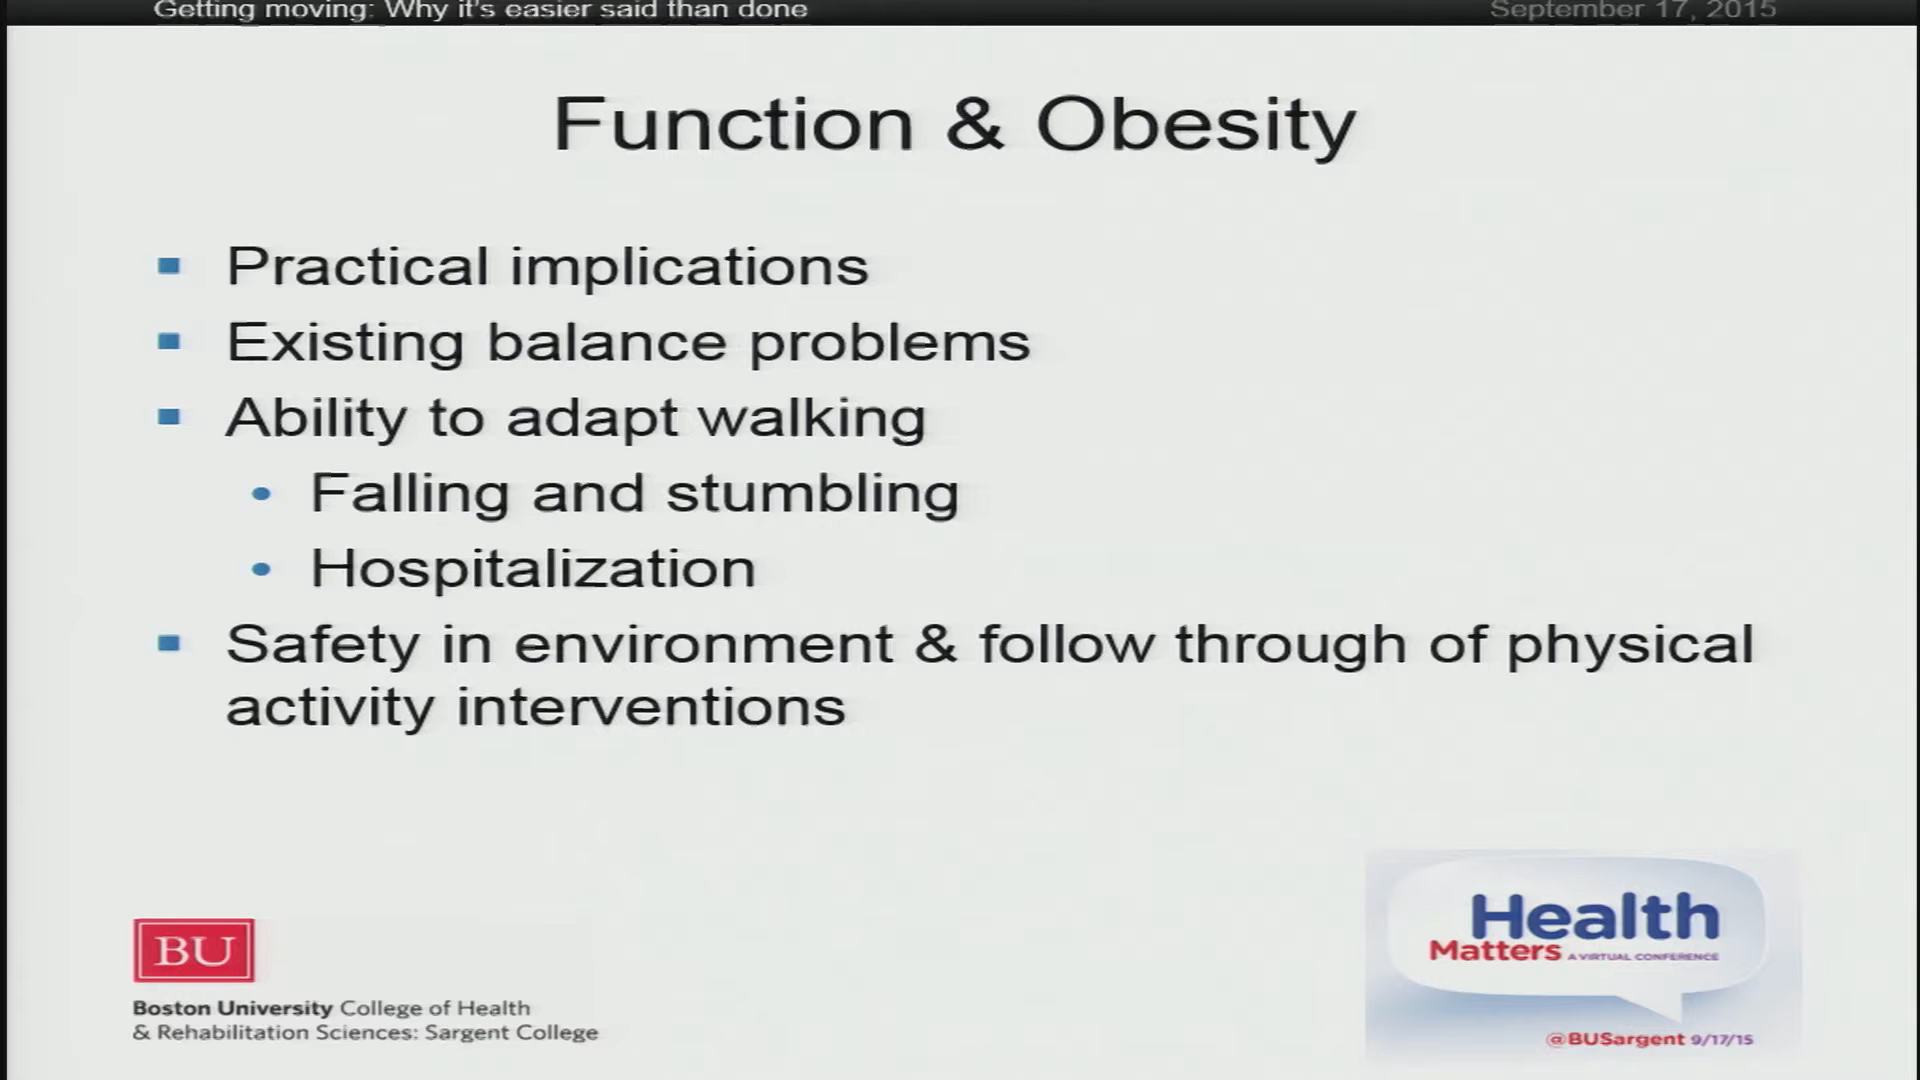 Getting moving: Why it's easier said than done
September 17, 2015
Function & Obesity
Practical implications
Existing balance problems
Ability to adapt walking
Falling and stumbling
Hospitalization
Safety in environment & follow through of physical
activity interventions
BU
Boston University College of Health
& Rehabilitation Sciences: Sargent College
Health
Matters A VIRTUAL CONFERENCE
@BUSargent 9/17/15